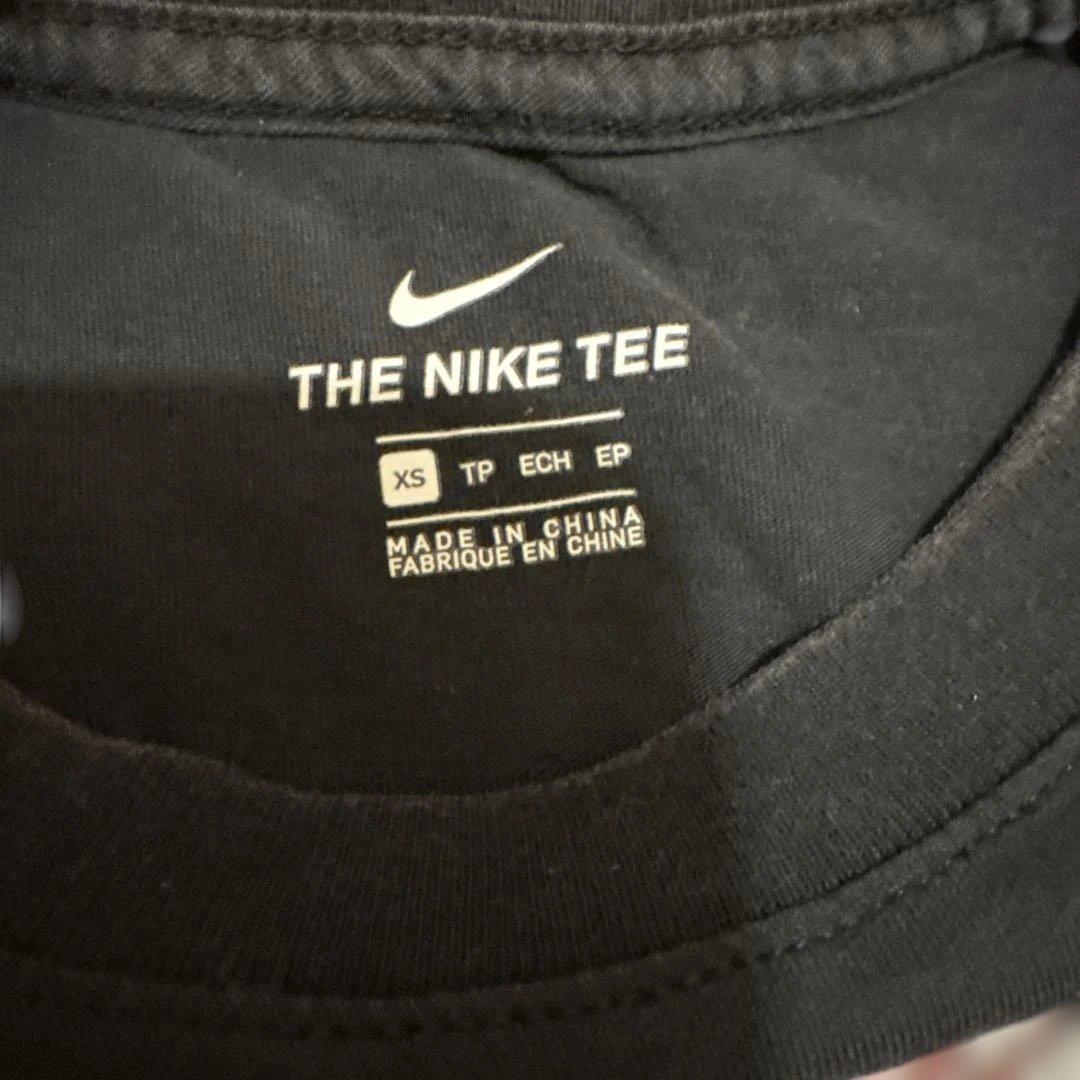 THE NIKE TEE
XS TP ECH EP
MADE IN CHINA
FABRIQUE EN CHINE